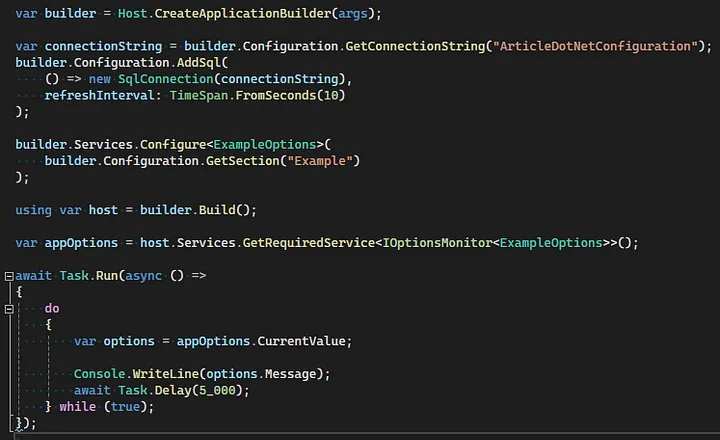 var builder = Host.CreateApplicationBuilder(args);
var connectionString = builder.Configuration.GetConnectionString("ArticleDotNetConfiguration");
builder.Configuration.AddSql(
    () => new SqlConnection(connectionString),
    refreshInterval: TimeSpan.FromSeconds(10)
);
builder.Services.Configure<ExampleOptions>(
    builder.Configuration.GetSection("Example")
);
using var host = builder.Build();
var appOptions = host.Services.GetRequiredService<IOptionsMonitor<ExampleOptions>>();
await Task.Run(async () =>
{
    do
    {
        var options = appOptions.CurrentValue;
        Console.WriteLine(options.Message);
        await Task.Delay(5_000);
    } while (true);
});